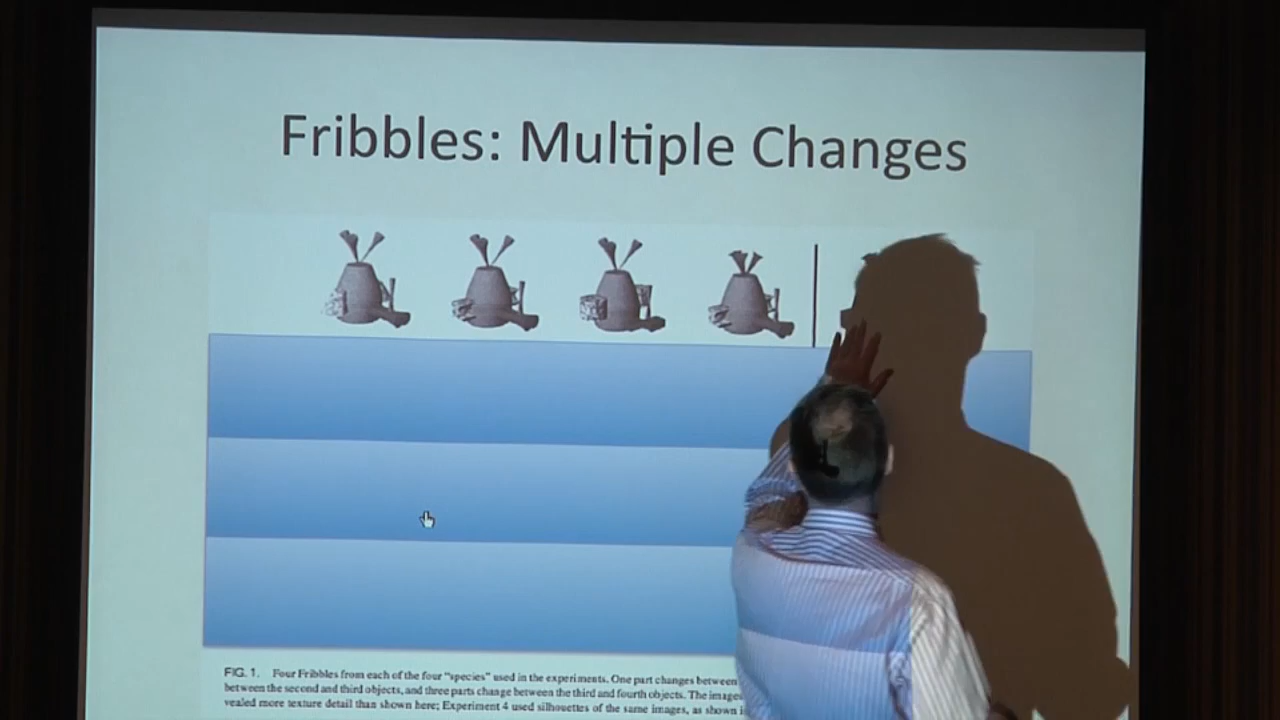 Fribbles: Multiple Changes
FIG. 1. Four Fribbles from each of the four "species" used in the experiments. One part changes between
between the second and third objects, and three parts change between the third and fourth objects. The images
vealed more texture detail than shown here; Experiment 4 used silhouettes of the same images, as shown